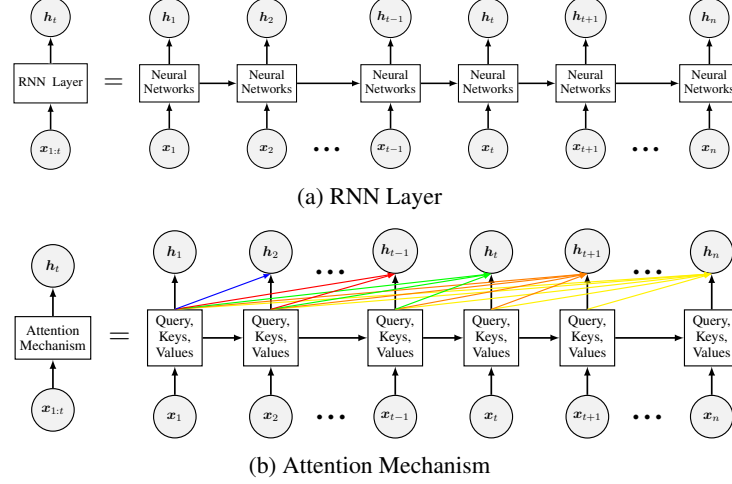 h_t h_1 h_2 h_{t-1} h_t h_{t+1} h_n
RNN Layer = Neural Networks Neural Networks Neural Networks Neural Networks Neural Networks Neural Networks
x_{1:t} x_1 x_2 ... x_{t-1} x_t x_{t+1} ... x_n
(a) RNN Layer
h_t h_1 h_2 ... h_{t-1} h_t h_{t+1} ... h_n
Attention Mechanism = Query, Keys, Values Query, Keys, Values Query, Keys, Values Query, Keys, Values Query, Keys, Values Query, Keys, Values
x_{1:t} x_1 x_2 ... x_{t-1} x_t x_{t+1} ... x_n
(b) Attention Mechanism